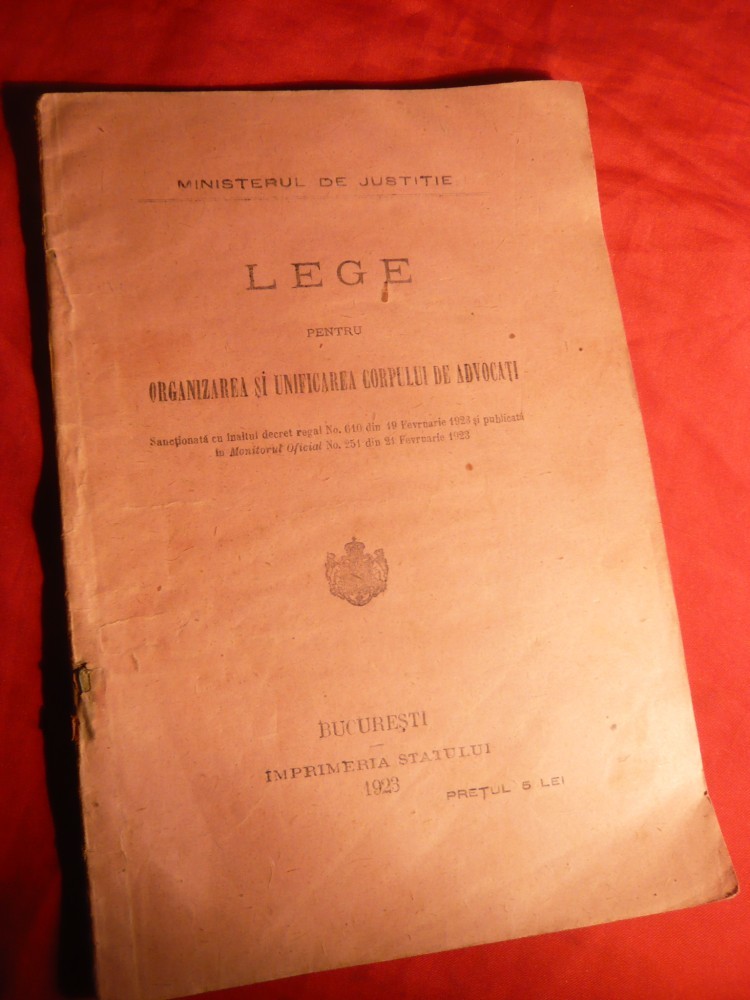 MINISTERUL DE JUSTIȚIE
LEGE
PENTRU
ORGANIZAREA ȘI UNIFICAREA CORPULUI DE ADVOCAȚI
Sancționată cu înaltul decret regal No. 610 din 19 Fevruarie 1923 și publicată
în Monitorul Oficial No. 251 din 21 Fevruarie 1923
BUCUREȘTI
IMPRIMERIA STATULUI
1923
PREȚUL 5 LEI